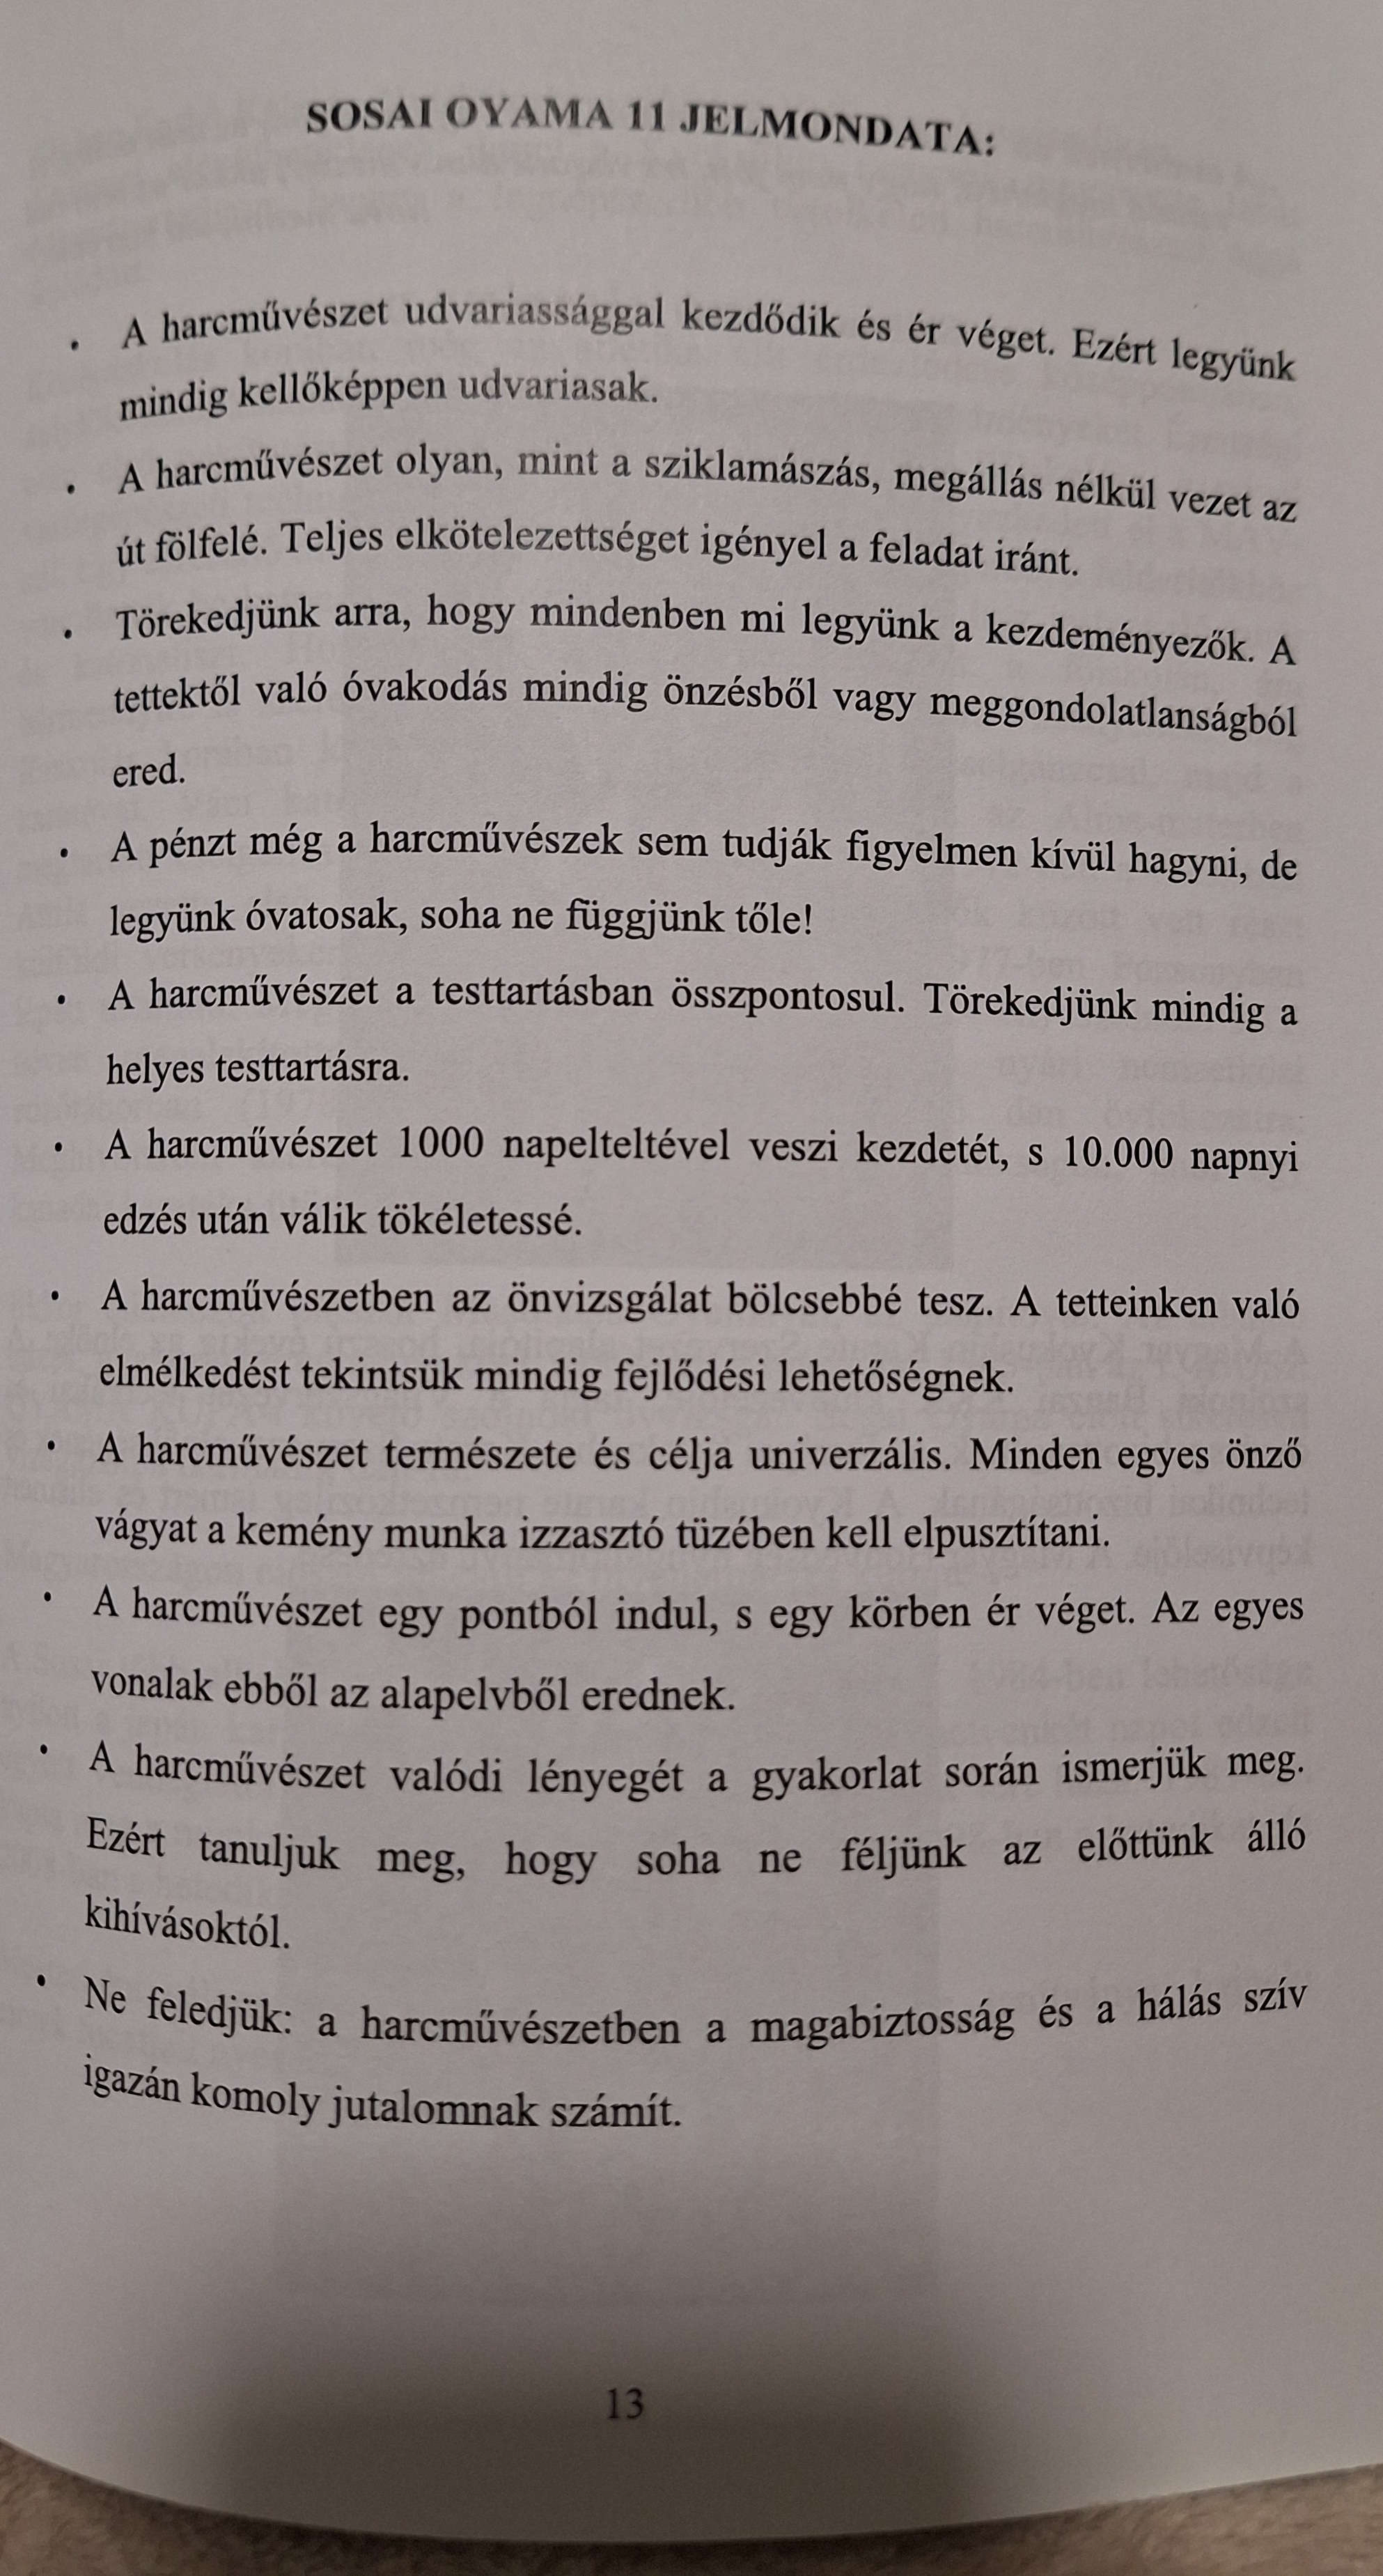 SOSAI OYAMA 11 JELMONDATA:
• A harcművészet udvariassággal kezdődik és ér véget. Ezért legyünk
mindig kellőképpen udvariasak.
• A harcművészet olyan, mint a sziklamászás, megállás nélkül vezet az
út fölfelé. Teljes elkötelezettséget igényel a feladat iránt.
• Törekedjünk arra, hogy mindenben mi legyünk a kezdeményezők. A
tettektől való óvakodás mindig önzésből vagy meggondolatlanságból
ered.
• A pénzt még a harcművészek sem tudják figyelmen kívül hagyni, de
legyünk óvatosak, soha ne függjünk tőle!
• A harcművészet a testtartásban összpontosul. Törekedjünk mindig a
helyes testtartásra.
• A harcművészet 1000 napelteltével veszi kezdetét, s 10.000 napnyi
edzés után válik tökéletessé.
• A harcművészetben az önvizsgálat bölcsebbé tesz. A tetteinken való
elmélkedést tekintsük mindig fejlődési lehetőségnek.
• A harcművészet természete és célja univerzális. Minden egyes önző
vágyat a kemény munka izzasztó tüzében kell elpusztítani.
• A harcművészet egy pontból indul, s egy körben ér véget. Az egyes
vonalak ebből az alapelvből erednek.
• A harcművészet valódi lényegét a gyakorlat során ismerjük meg.
Ezért tanuljuk meg, hogy soha ne féljünk az előttünk álló
kihívásoktól.
• Ne feledjük: a harcművészetben a magabiztosság és a hálás szív
igazán komoly jutalomnak számít.
13